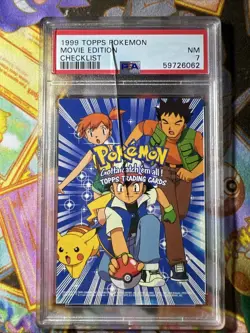 1999 TOPPS POKEMON
MOVIE EDITION
CHECKLIST
NM
7
PSA
59726062
Pokémon
Gotta catch 'em all!
TOPPS TRADING CARDS